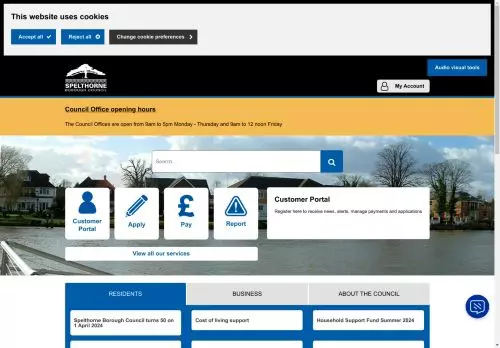 This website uses cookies
Accept all
Reject all
Change cookie preferences
Audio visual tools
SPELTHORNE
BOROUGH COUNCIL
My Account
Council Office opening hours
The Council Offices are open from 9am to 5pm Monday - Thursday and 9am to 12 noon Friday
Search
Customer
Portal
Apply
Pay
Report
Customer Portal
Register here to receive news, alerts, manage payments and applications
View all our services
RESIDENTS
BUSINESS
ABOUT THE COUNCIL
Spelthorne Borough Council turns 50 on
1 April 2024
Cost of living support
Household Support Fund Summer 2024